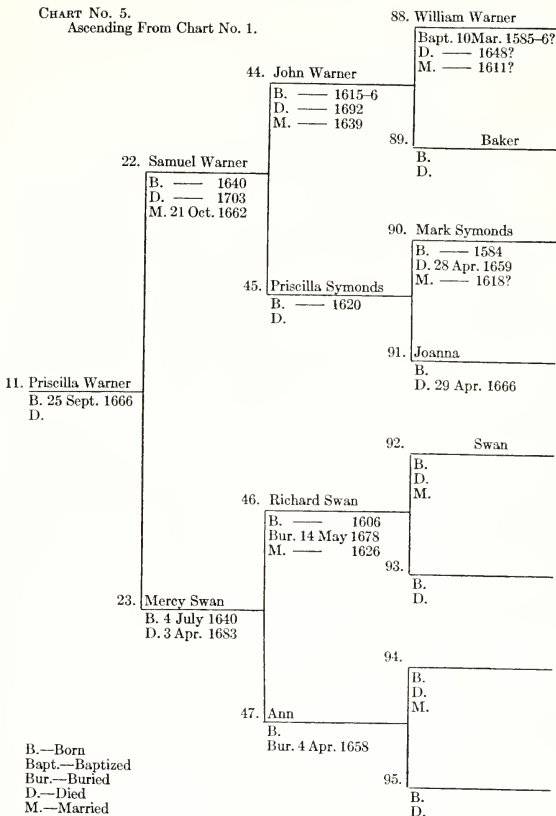 CHART NO. 5.
Ascending From Chart No. 1.
88. William Warner
Bapt. 10 Mar. 1585–6?
D. —— 1648?
M. —— 1611?
44. John Warner
B. —— 1615–6
D. —— 1692
M. —— 1639
89. Baker
B.
D.
22. Samuel Warner
B. —— 1640
D. —— 1703
M. 21 Oct. 1662
90. Mark Symonds
B. —— 1584
D. 28 Apr. 1659
M. —— 1618?
45. Priscilla Symonds
B. —— 1620
D.
91. Joanna
B.
D. 29 Apr. 1666
11. Priscilla Warner
B. 25 Sept. 1666
D.
92. Swan
B.
D.
M.
46. Richard Swan
B. —— 1606
Bur. 14 May 1678
M. —— 1626
93.
B.
D.
23. Mercy Swan
B. 4 July 1640
D. 3 Apr. 1683
94.
B.
D.
M.
47. Ann
B.
Bur. 4 Apr. 1658
95.
B.
D.
B.—Born
Bapt.—Baptized
Bur.—Buried
D.—Died
M.—Married